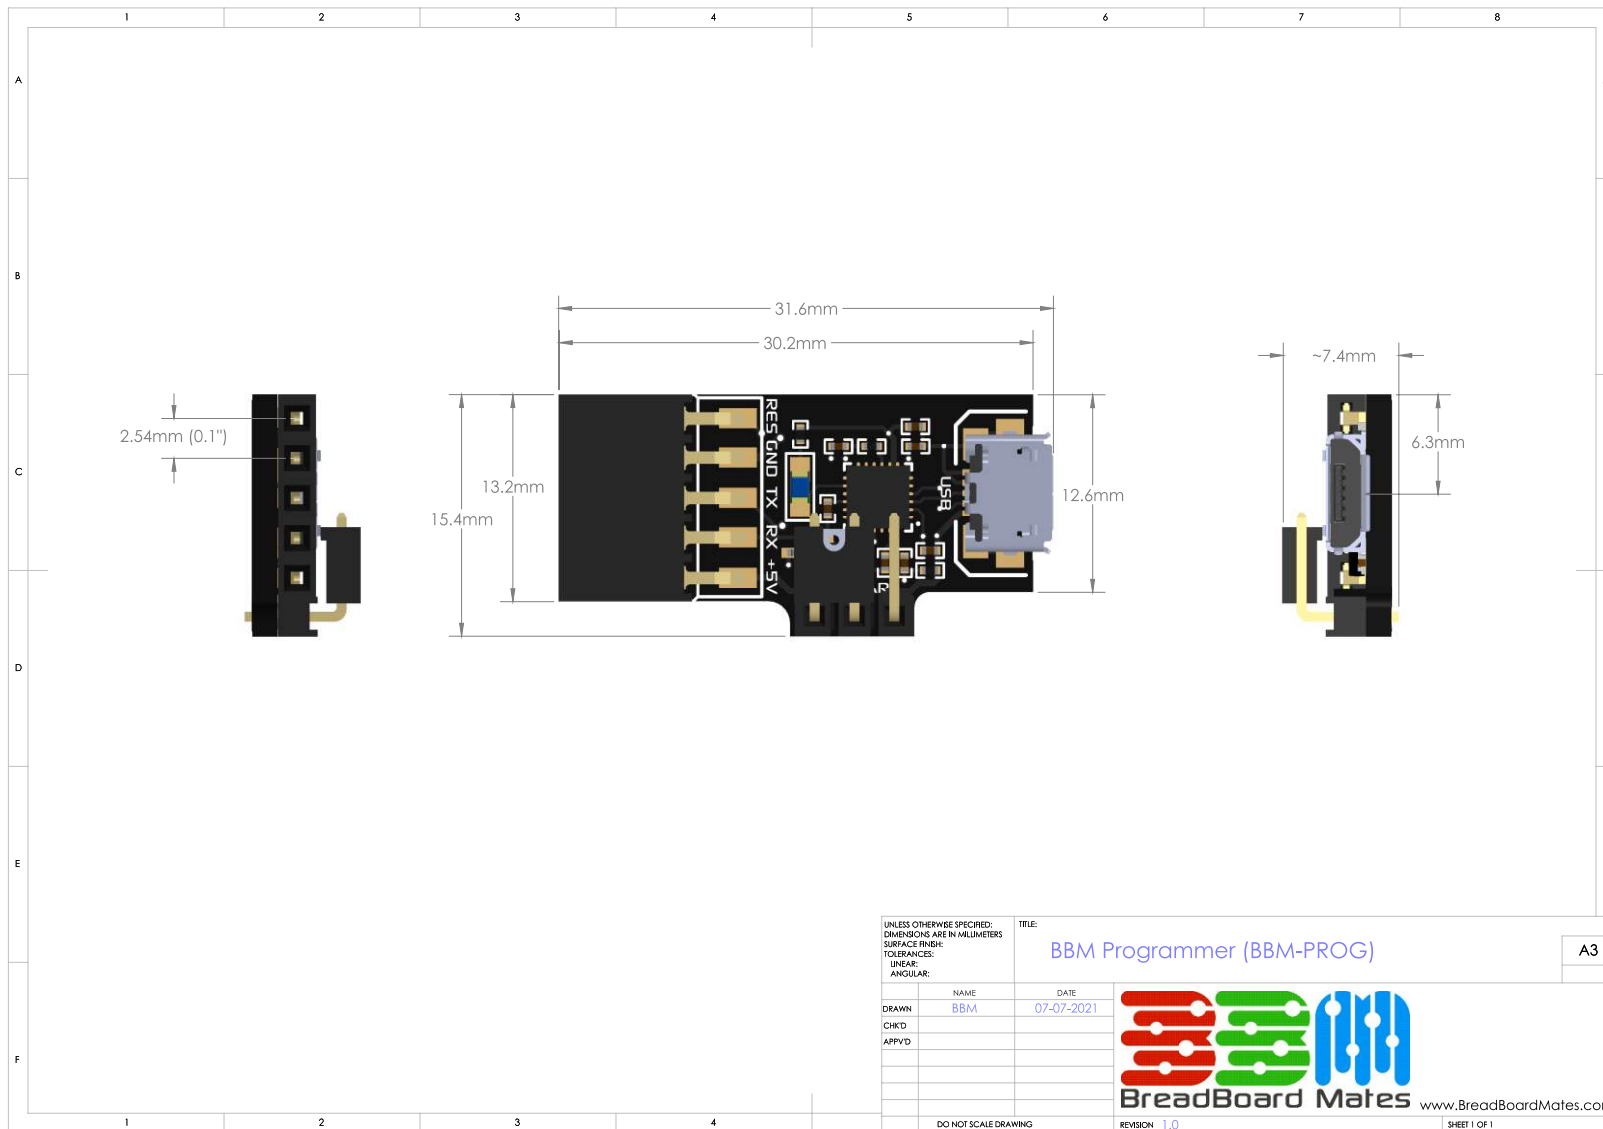 1 2 3 4 5 6 7 8
A
B
C
D
E
F
31.6mm
30.2mm
~7.4mm
2.54mm (0.1")
13.2mm
15.4mm
12.6mm
6.3mm
RES
GND
TX
RX
+5V
USB
UNLESS OTHERWISE SPECIFIED:
DIMENSIONS ARE IN MILLIMETERS
SURFACE FINISH:
TOLERANCES:
LINEAR:
ANGULAR:
TITLE:
BBM Programmer (BBM-PROG)
A3
NAME DATE
DRAWN BBM 07-07-2021
CHK'D
APPV'D
BreadBoard Mates
www.BreadBoardMates.com
DO NOT SCALE DRAWING
REVISION 1.0
SHEET 1 OF 1
1 2 3 4